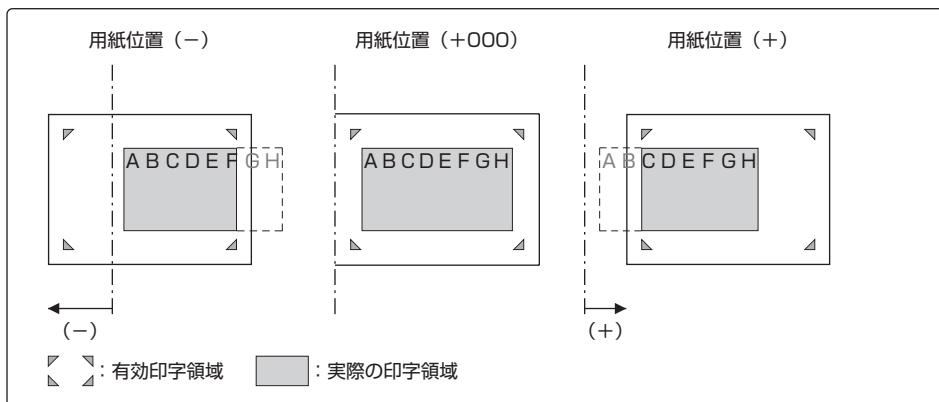 用紙位置（－）
用紙位置（+000）
用紙位置（+）
ABCDEFGH
ABCDEFGH
ABCDEFGH
（－）
（+）
：有効印字領域
：実際の印字領域